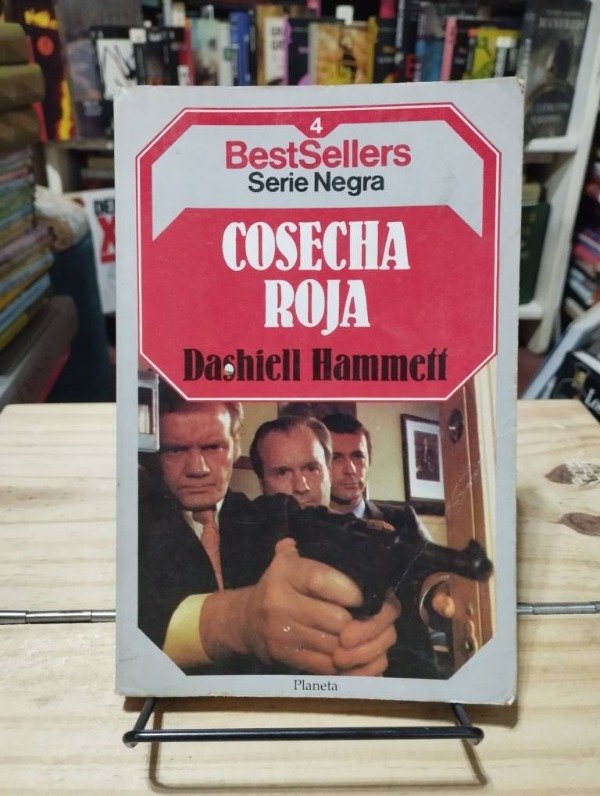 4
BestSellers
Serie Negra
COSECHA
ROJA
Dashiell Hammett
Planeta